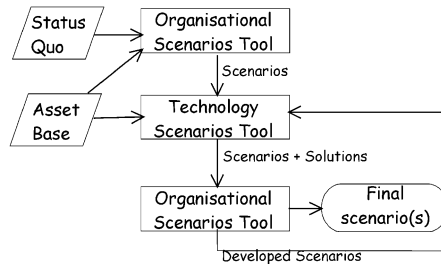 Status
Quo
Organisational
Scenarios Tool
Scenarios
Asset
Base
Technology
Scenarios Tool
Scenarios + Solutions
Organisational
Scenarios Tool
Final
scenario(s)
Developed Scenarios